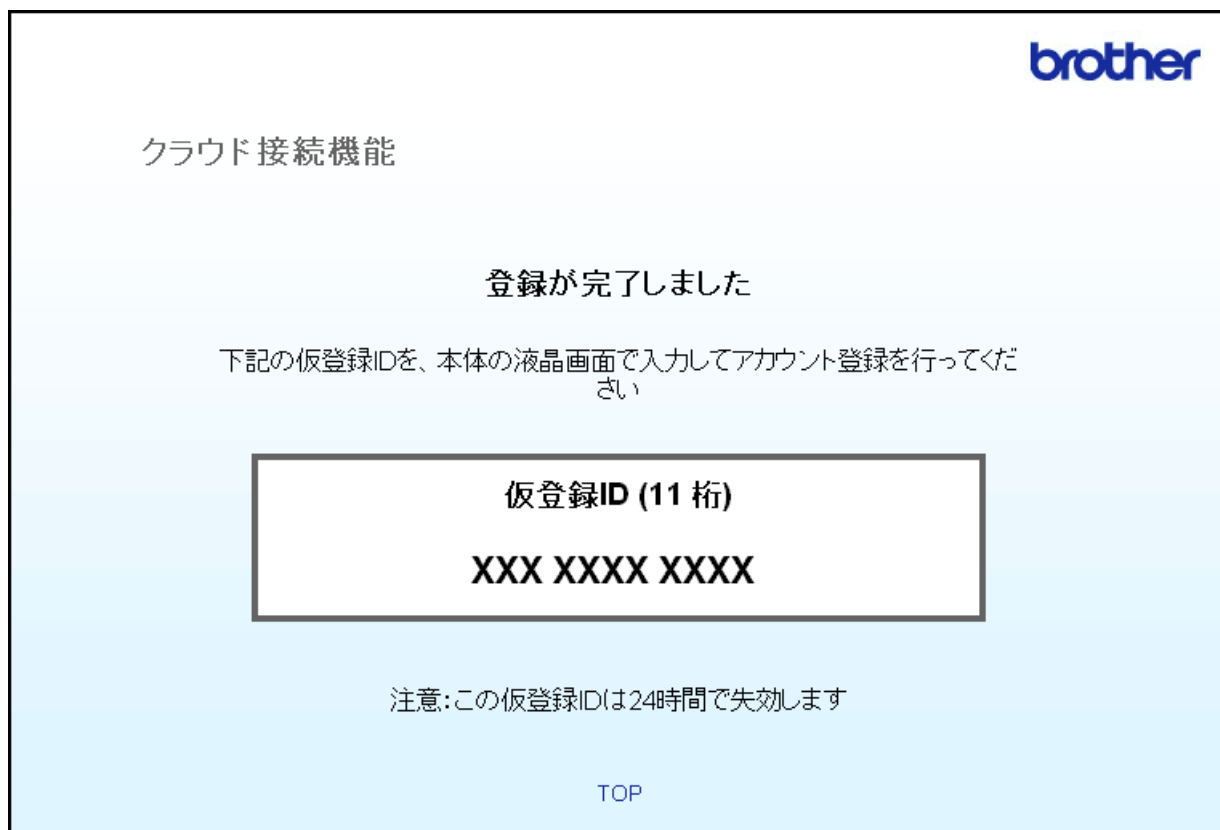 brother
クラウド接続機能
登録が完了しました
下記の仮登録IDを、本体の液晶画面で入力してアカウント登録を行ってくだ
さい
仮登録ID (11 桁)
XXX XXXX XXXX
注意:この仮登録IDは24時間で失効します
TOP